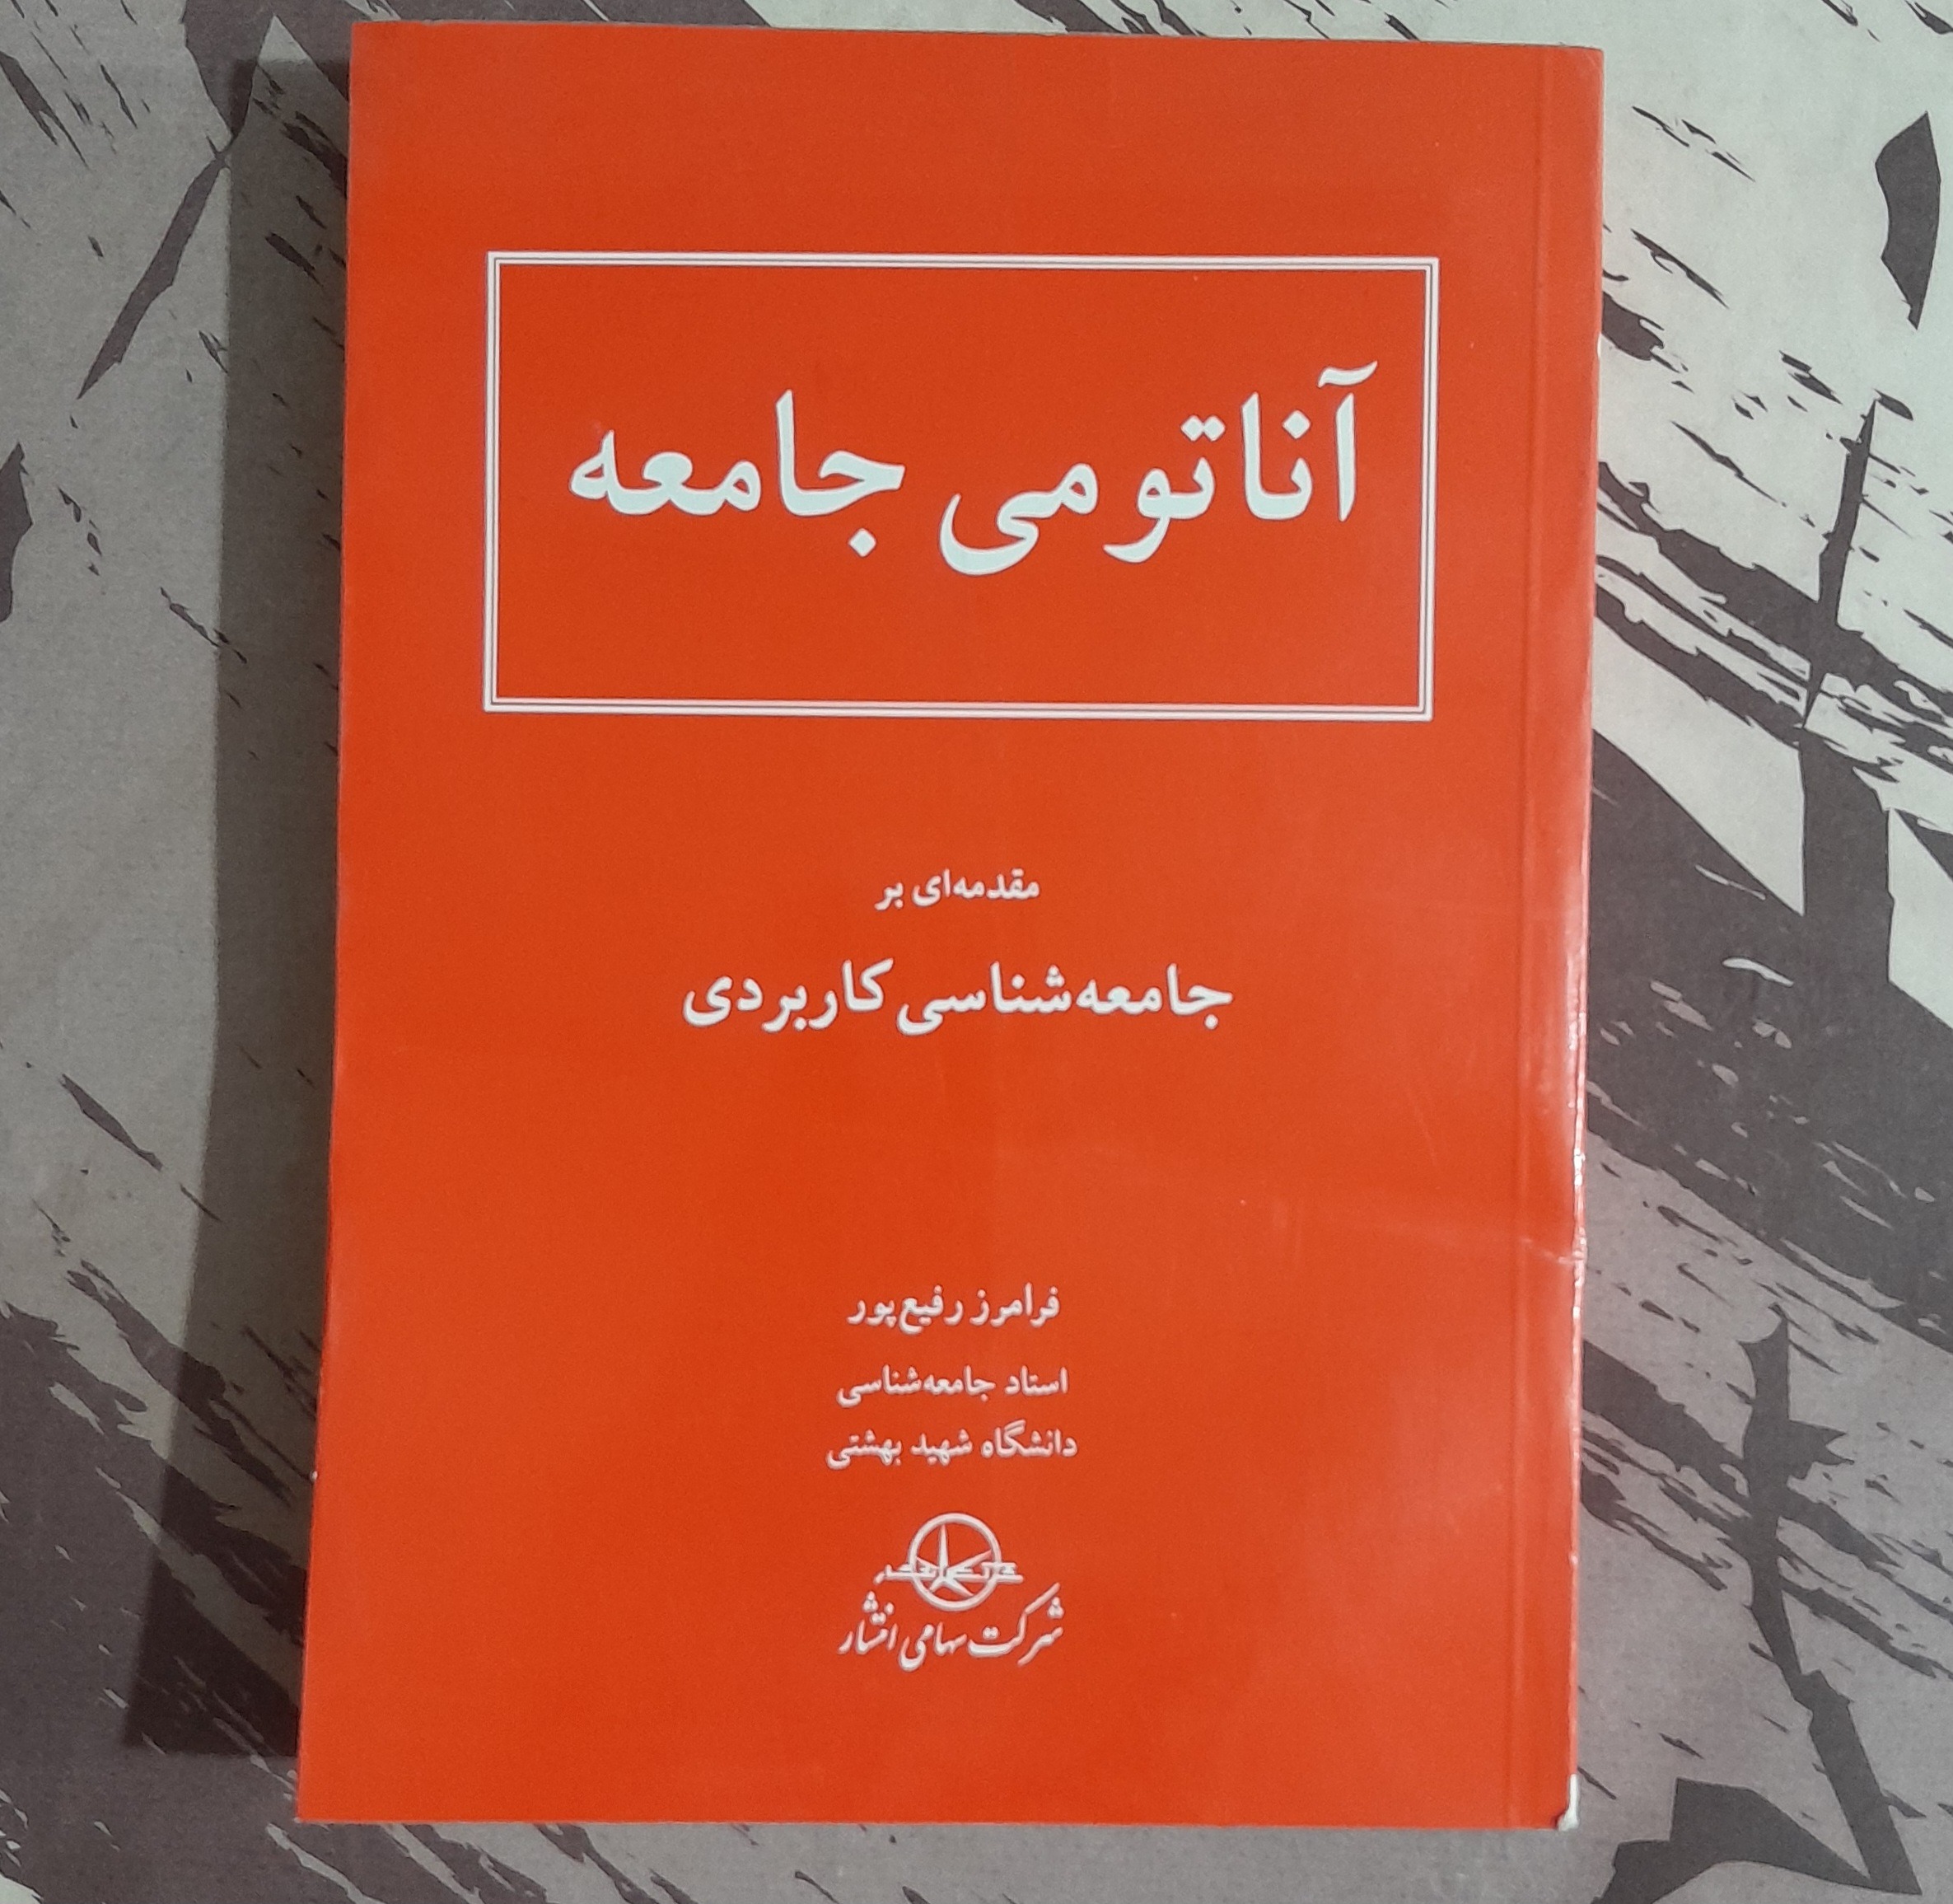 آناتومی جامعه
مقدمه‌ای بر
جامعه‌شناسی کاربردی
فرامرز رفیع‌پور
استاد جامعه‌شناسی
دانشگاه شهید بهشتی
شرکت سهامی انتشار